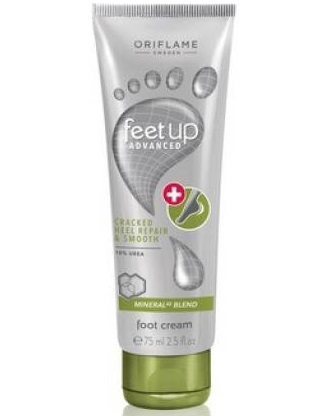 ORIFLAME
SWEDEN
feet up
ADVANCED
CRACKED
HEEL REPAIR
& SMOOTH
10% UREA
MINERAL BLEND
foot cream
℮ 75 ml 2.5 fl.oz